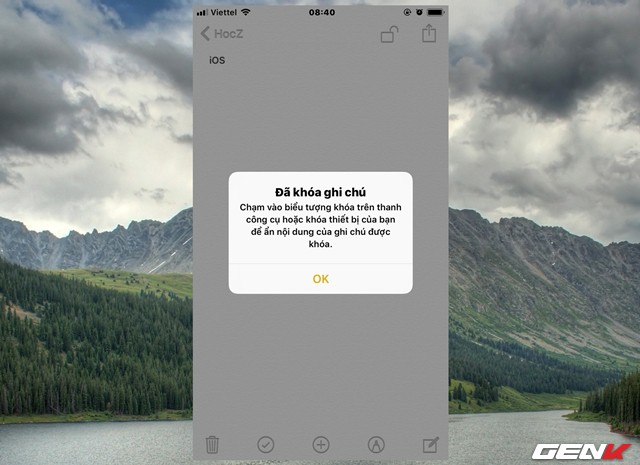 Viettel 08:40
HocZ
iOS
Đã khóa ghi chú
Chạm vào biểu tượng khóa trên thanh
công cụ hoặc khóa thiết bị của bạn
để ẩn nội dung của ghi chú được
khóa.
OK
GENK